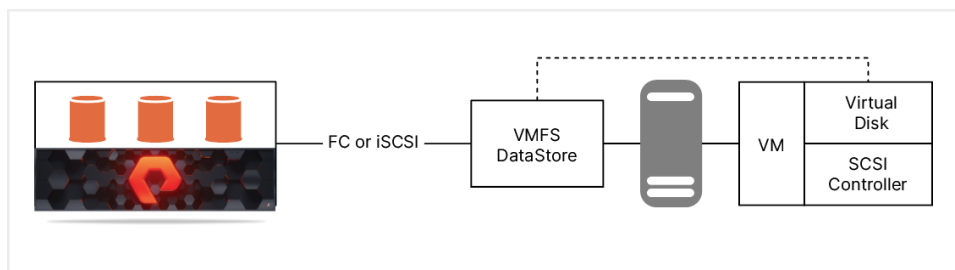 FC or iSCSI
VMFS
DataStore
VM
Virtual
Disk
SCSI
Controller